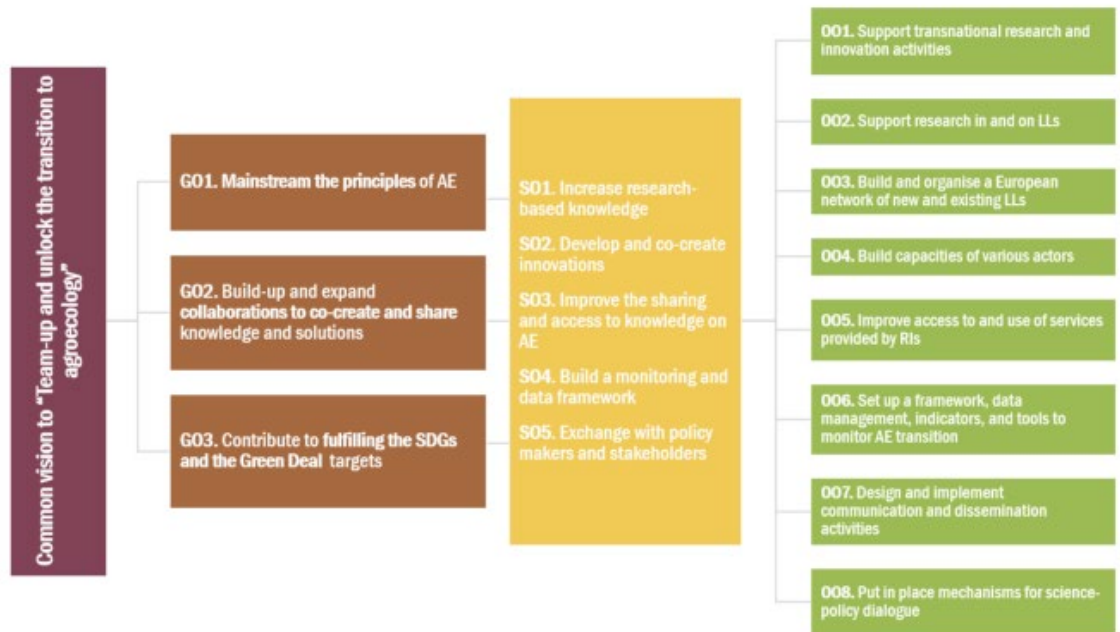 Common vision to "Team-up and unlock the transition to
agroecology"
GO1. Mainstream the principles of AE
GO2. Build-up and expand
collaborations to co-create and share
knowledge and solutions
GO3. Contribute to fulfilling the SDGs
and the Green Deal targets
SO1. Increase research-
based knowledge
SO2. Develop and co-create
innovations
SO3. Improve the sharing
and access to knowledge on
AE
SO4. Build a monitoring and
data framework
SO5. Exchange with policy
makers and stakeholders
OO1. Support transnational research and
innovation activities
OO2. Support research in and on LLs
OO3. Build and organise a European
network of new and existing LLs
OO4. Build capacities of various actors
OO5. Improve access to and use of services
provided by RIs
OO6. Set up a framework, data
management, indicators, and tools to
monitor AE transition
OO7. Design and implement
communication and dissemination
activities
OO8. Put in place mechanisms for science-
policy dialogue